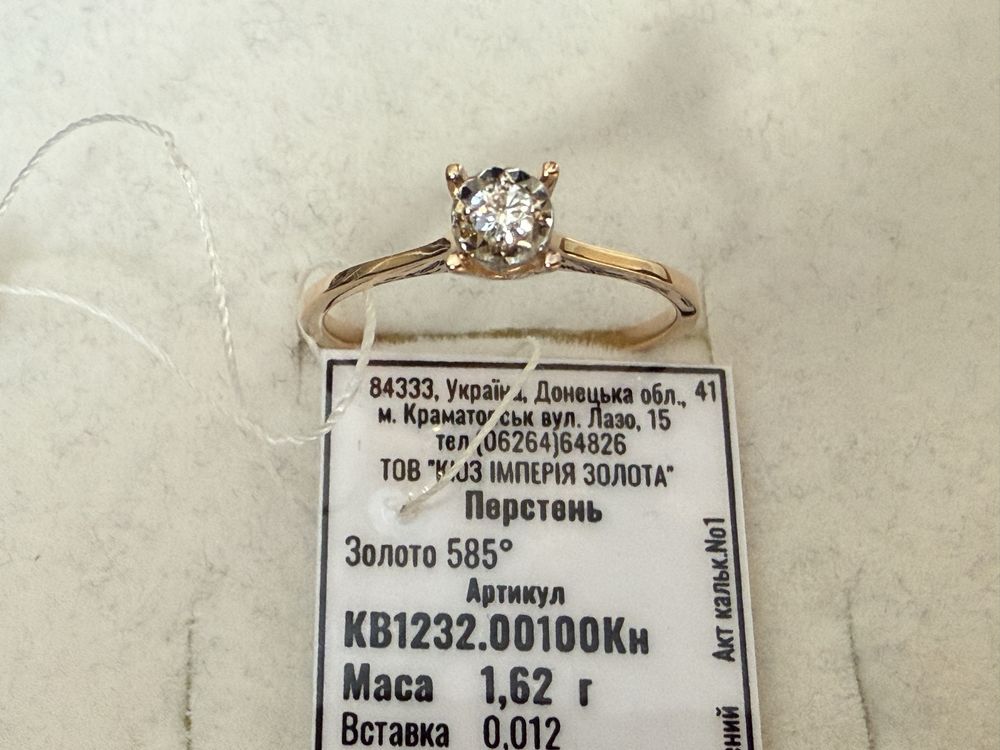 84333, Україна, Донецька обл., 41
м. Краматорськ вул. Лазо, 15
тел.(06264)64826
ТОВ "КЮЗ ІМПЕРІЯ ЗОЛОТА"
Перстень
Золото 585°
Артикул
КВ1232.00100Кн
Маса 1,62 г
Вставка 0,012
Акт кальк.No1